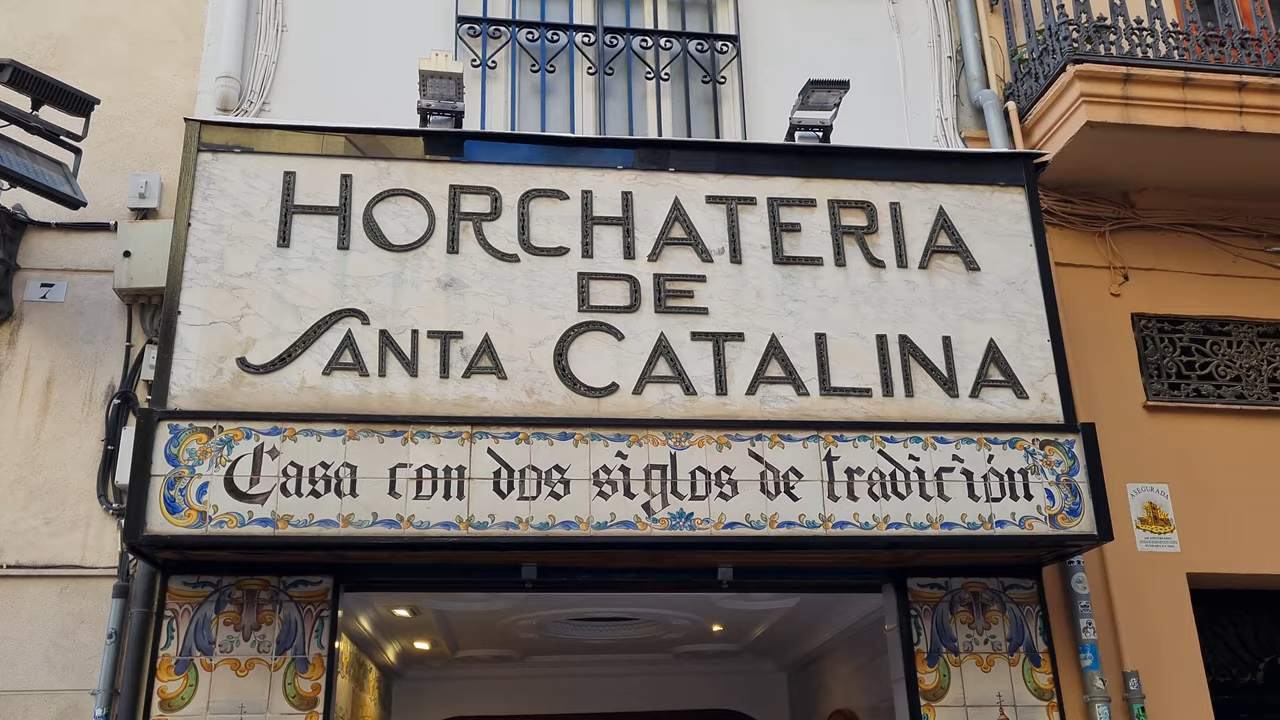 HORCHATERIA
DE
SANTA CATALINA
Casa con dos siglos de tradición
7
ASEGURADA